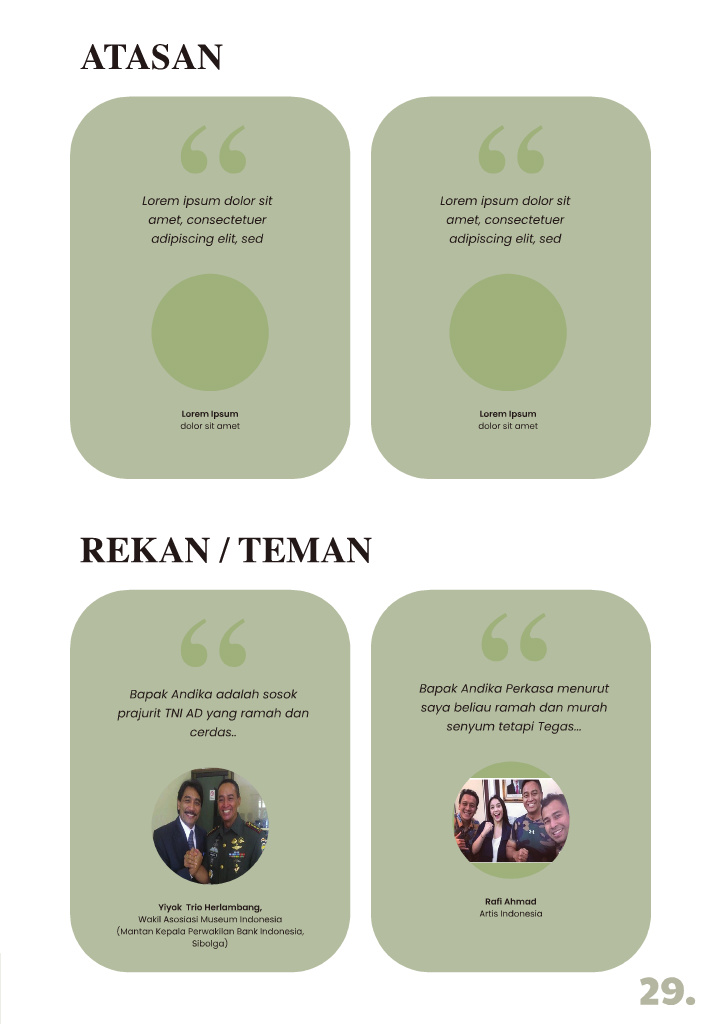 ATASAN
“
Lorem ipsum dolor sit
amet, consectetuer
adipiscing elit, sed
Lorem Ipsum
dolor sit amet
“
Lorem ipsum dolor sit
amet, consectetuer
adipiscing elit, sed
Lorem Ipsum
dolor sit amet
REKAN / TEMAN
“
Bapak Andika adalah sosok
prajurit TNI AD yang ramah dan
cerdas..
Yiyok Trio Herlambang,
Wakil Asosiasi Museum Indonesia
(Mantan Kepala Perwakilan Bank Indonesia,
Sibolga)
“
Bapak Andika Perkasa menurut
saya beliau ramah dan murah
senyum tetapi Tegas...
Rafi Ahmad
Artis Indonesia
29.